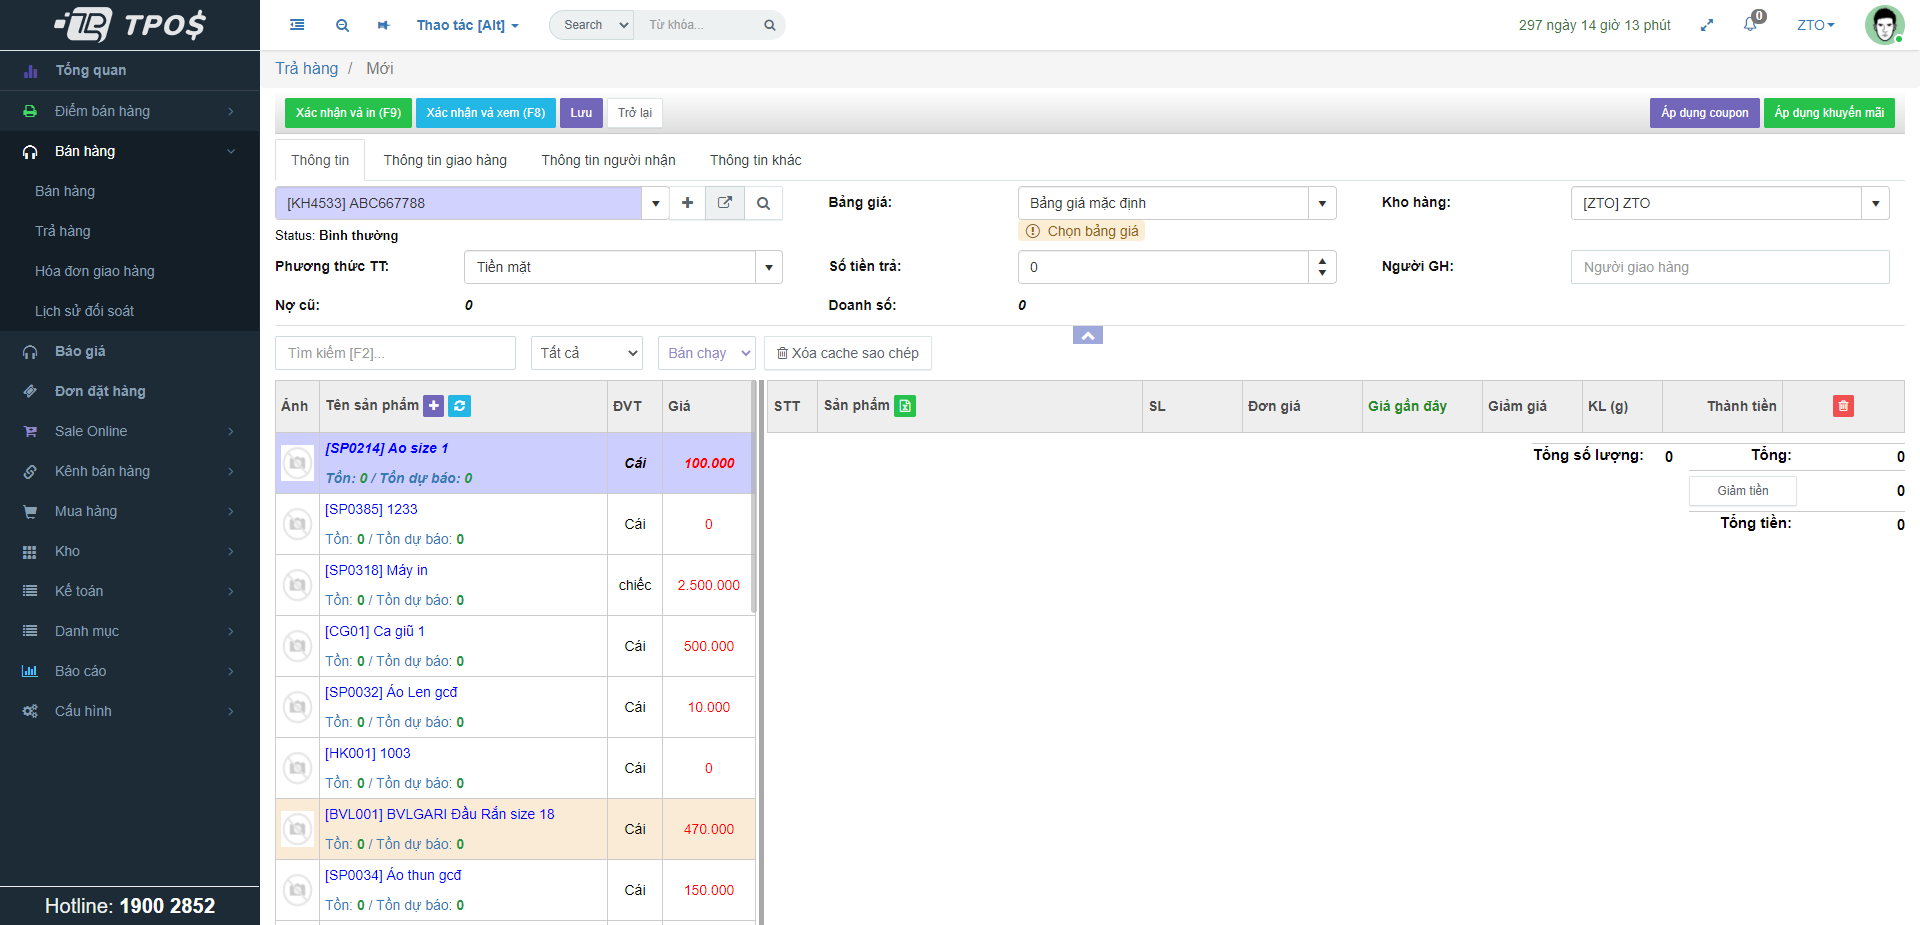 TPO$
Thao tác [Alt]
Search
Từ khóa...
297 ngày 14 giờ 13 phút
0
ZTO
Tổng quan
Điểm bán hàng
Bán hàng
Bán hàng
Trả hàng
Hóa đơn giao hàng
Lịch sử đối soát
Báo giá
Đơn đặt hàng
Sale Online
Kênh bán hàng
Mua hàng
Kho
Kế toán
Danh mục
Báo cáo
Cấu hình
Hotline: 1900 2852
Trả hàng / Mới
Xác nhận và in (F9)
Xác nhận và xem (F8)
Lưu
Trở lại
Áp dụng coupon
Áp dụng khuyến mãi
Thông tin
Thông tin giao hàng
Thông tin người nhận
Thông tin khác
[KH4533] ABC667788
Bảng giá:
Bảng giá mặc định
Kho hàng:
[ZTO] ZTO
Status: Bình thường
Chọn bảng giá
Phương thức TT:
Tiền mặt
Số tiền trả:
0
Người GH:
Người giao hàng
Nợ cũ:
0
Doanh số:
0
Tìm kiếm [F2]...
Tất cả
Bán chạy
Xóa cache sao chép
Ảnh
Tên sản phẩm
ĐVT
Giá
STT
Sản phẩm
SL
Đơn giá
Giá gần đây
Giảm giá
KL (g)
Thành tiền
[SP0214] Ao size 1
Tồn: 0 / Tồn dự báo: 0
Cái
100.000
[SP0385] 1233
Tồn: 0 / Tồn dự báo: 0
Cái
0
[SP0318] Máy in
Tồn: 0 / Tồn dự báo: 0
chiếc
2.500.000
[CG01] Ca giũ 1
Tồn: 0 / Tồn dự báo: 0
Cái
500.000
[SP0032] Áo Len gcđ
Tồn: 0 / Tồn dự báo: 0
Cái
10.000
[HK001] 1003
Tồn: 0 / Tồn dự báo: 0
Cái
0
[BVL001] BVLGARI Đầu Rắn size 18
Tồn: 0 / Tồn dự báo: 0
Cái
470.000
[SP0034] Áo thun gcđ
Tồn: 0 / Tồn dự báo: 0
Cái
150.000
Tổng số lượng: 0
Tổng: 0
Giảm tiền
0
Tổng tiền: 0